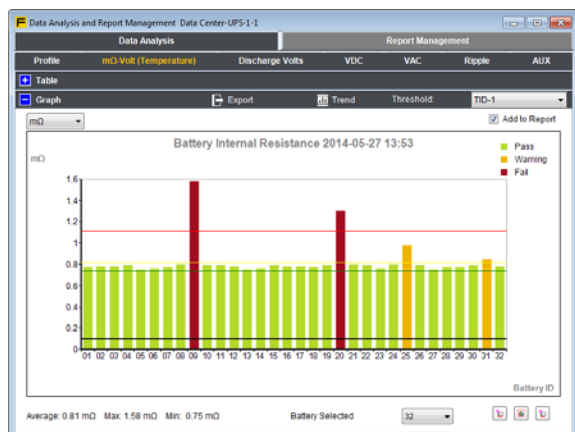 Data Analysis and Report Management Data Center-UPS-1-1
Data Analysis Report Management
Profile mΩ-Volt (Temperature) Discharge Volts VDC VAC Ripple AUX
Table
Graph Export Trend Threshold: TID-1
mΩ Add to Report
Battery Internal Resistance 2014-05-27 13:53
Pass
mΩ Warning
Fail
1.6
1.4
1.2
1
0.8
0.6
0.4
0.2
0
01 02 03 04 05 06 07 08 09 10 11 12 13 14 15 16 17 18 19 20 21 22 23 24 25 26 27 28 29 30 31 32
Battery ID
Average: 0.81 mΩ Max: 1.58 mΩ Min: 0.75 mΩ Battery Selected 32